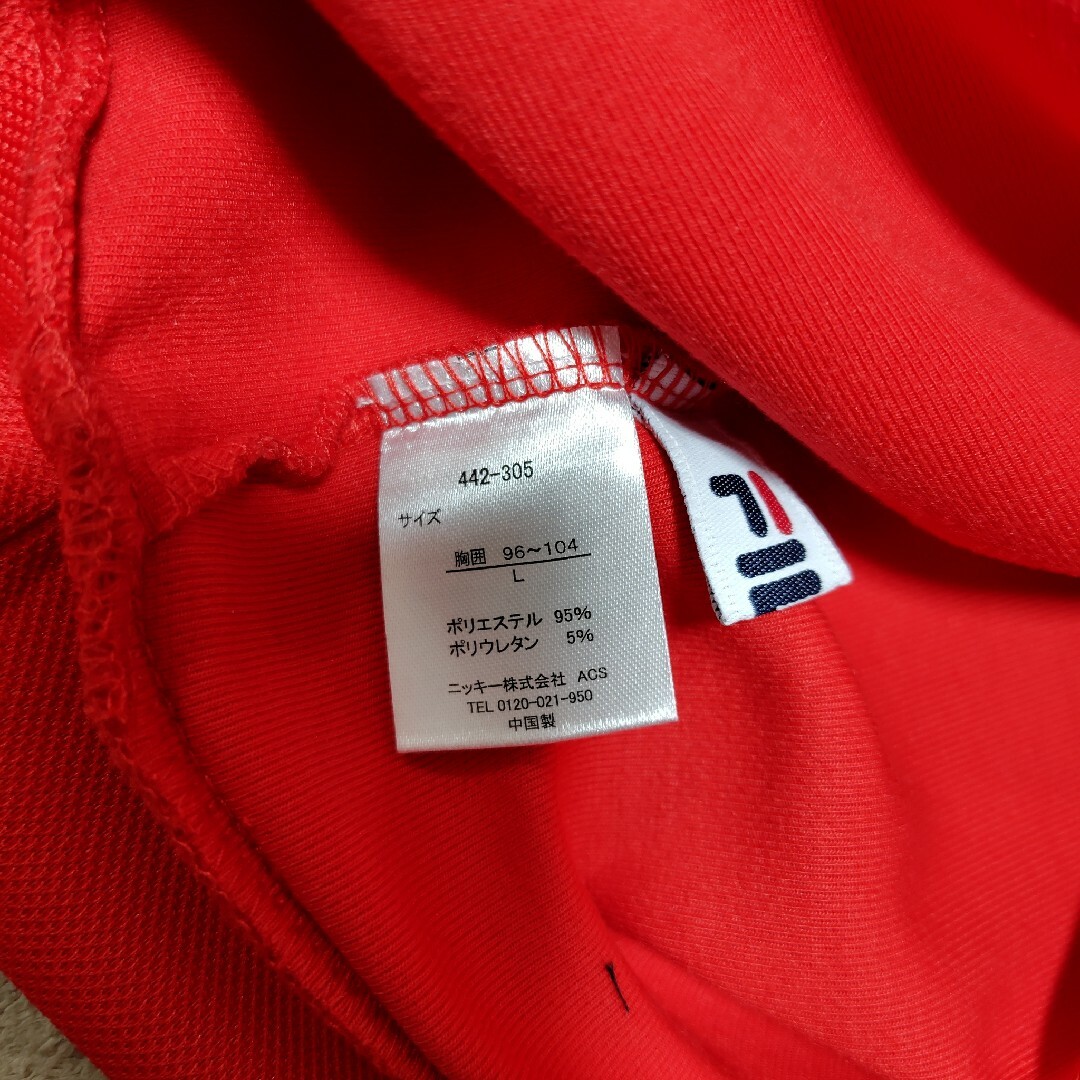 442-305
サイズ
胸囲 96～104
L
ポリエステル 95%
ポリウレタン 5%
ニッキー株式会社 ACS
TEL 0120-021-950
中国製